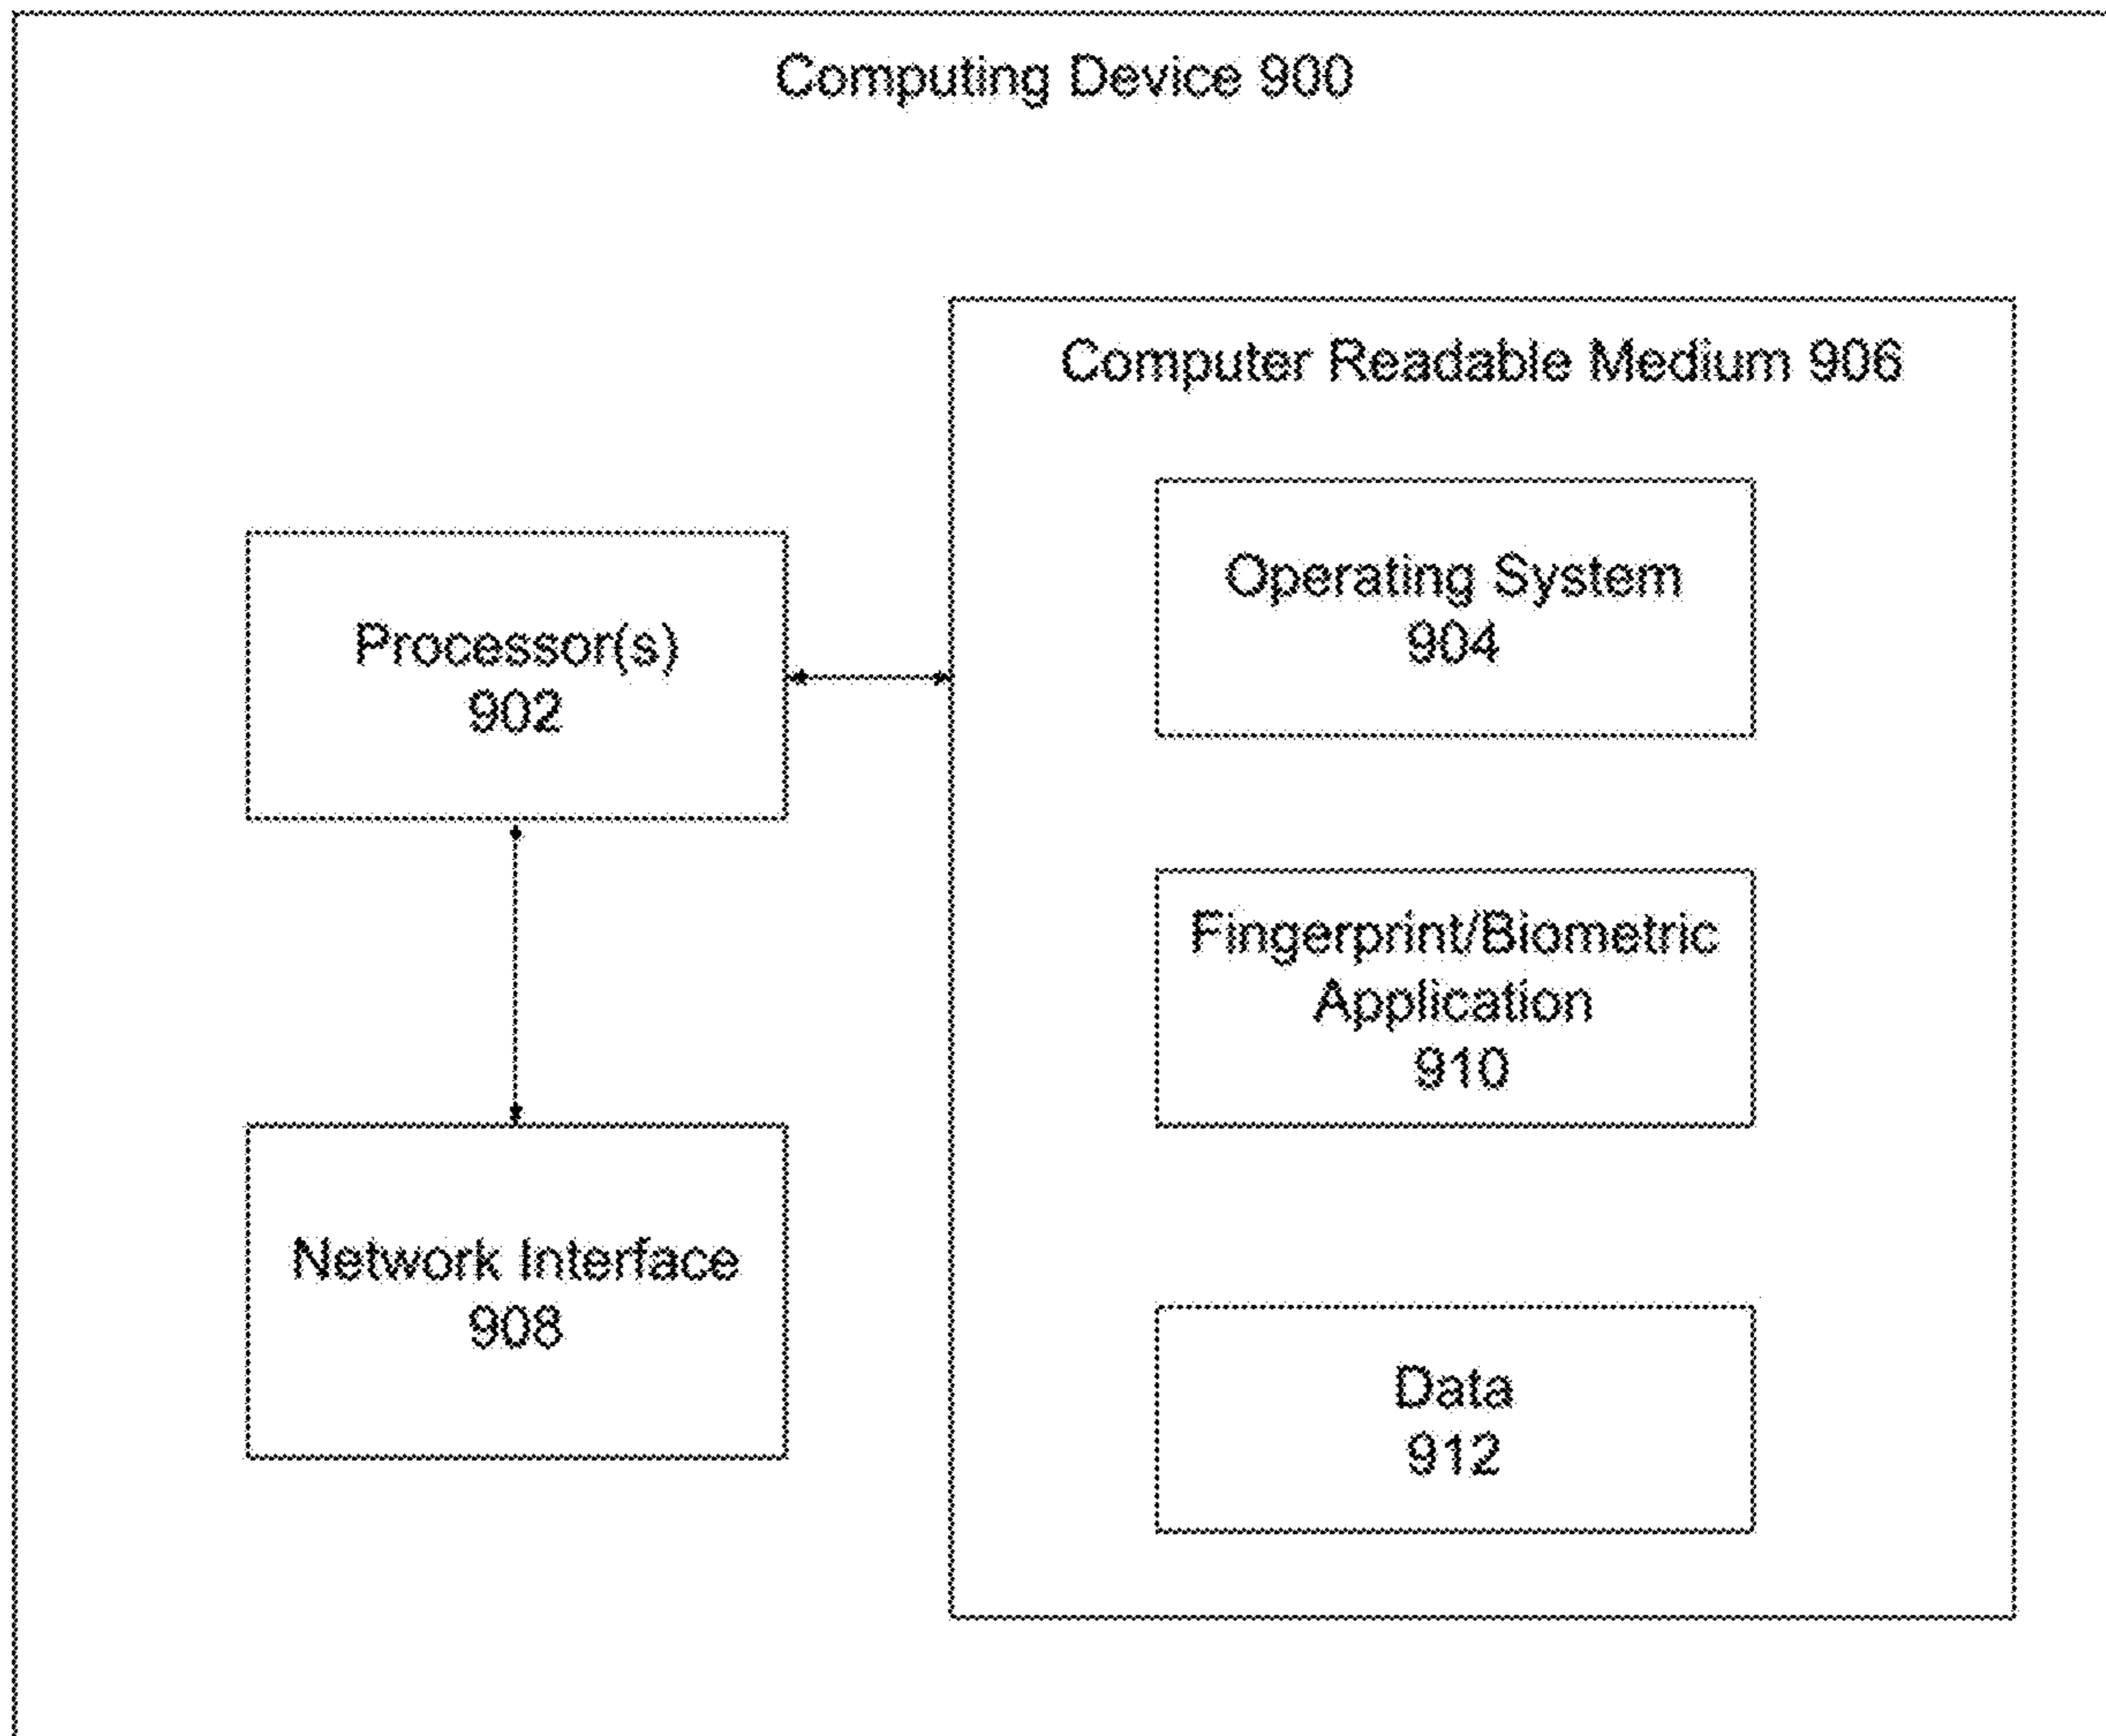 Computing Device 900
Computer Readable Medium 906
Operating System
904
Processor(s)
902
Fingerprint/Biometric
Application
910
Network Interface
908
Data
912